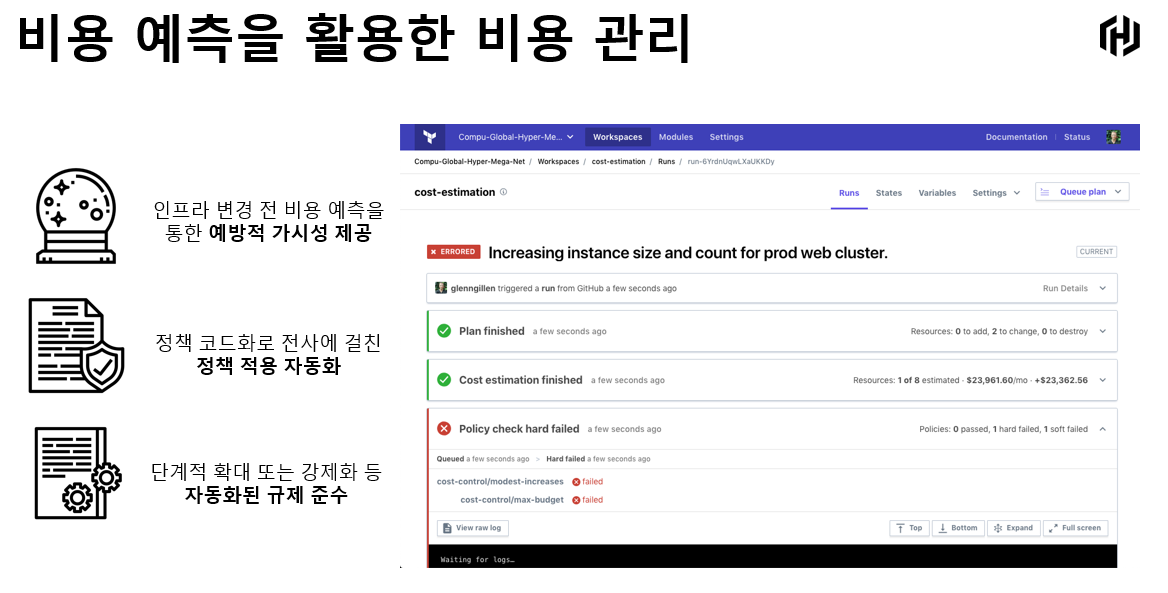 비용 예측을 활용한 비용 관리
인프라 변경 전 비용 예측을
통한 예방적 가시성 제공
정책 코드화로 전사에 걸친
정책 적용 자동화
단계적 확대 또는 강제화 등
자동화된 규제 준수
Compu-Global-Hyper-Me... Workspaces Modules Settings Documentation Status
Compu-Global-Hyper-Mega-Net / Workspaces / cost-estimation / Runs / run-6YrdnUqwLXaUKKDy
cost-estimation Runs States Variables Settings Queue plan
ERRORED Increasing instance size and count for prod web cluster. CURRENT
glenngillen triggered a run from GitHub a few seconds ago Run Details
Plan finished a few seconds ago Resources: 0 to add, 2 to change, 0 to destroy
Cost estimation finished a few seconds ago Resources: 1 of 8 estimated · $23,961.60/mo · +$23,362.56
Policy check hard failed a few seconds ago Policies: 0 passed, 1 hard failed, 1 soft failed
Queued a few seconds ago > Hard failed a few seconds ago
cost-control/modest-increases failed
cost-control/max-budget failed
View raw log Top Bottom Expand Full screen
Waiting for logs…